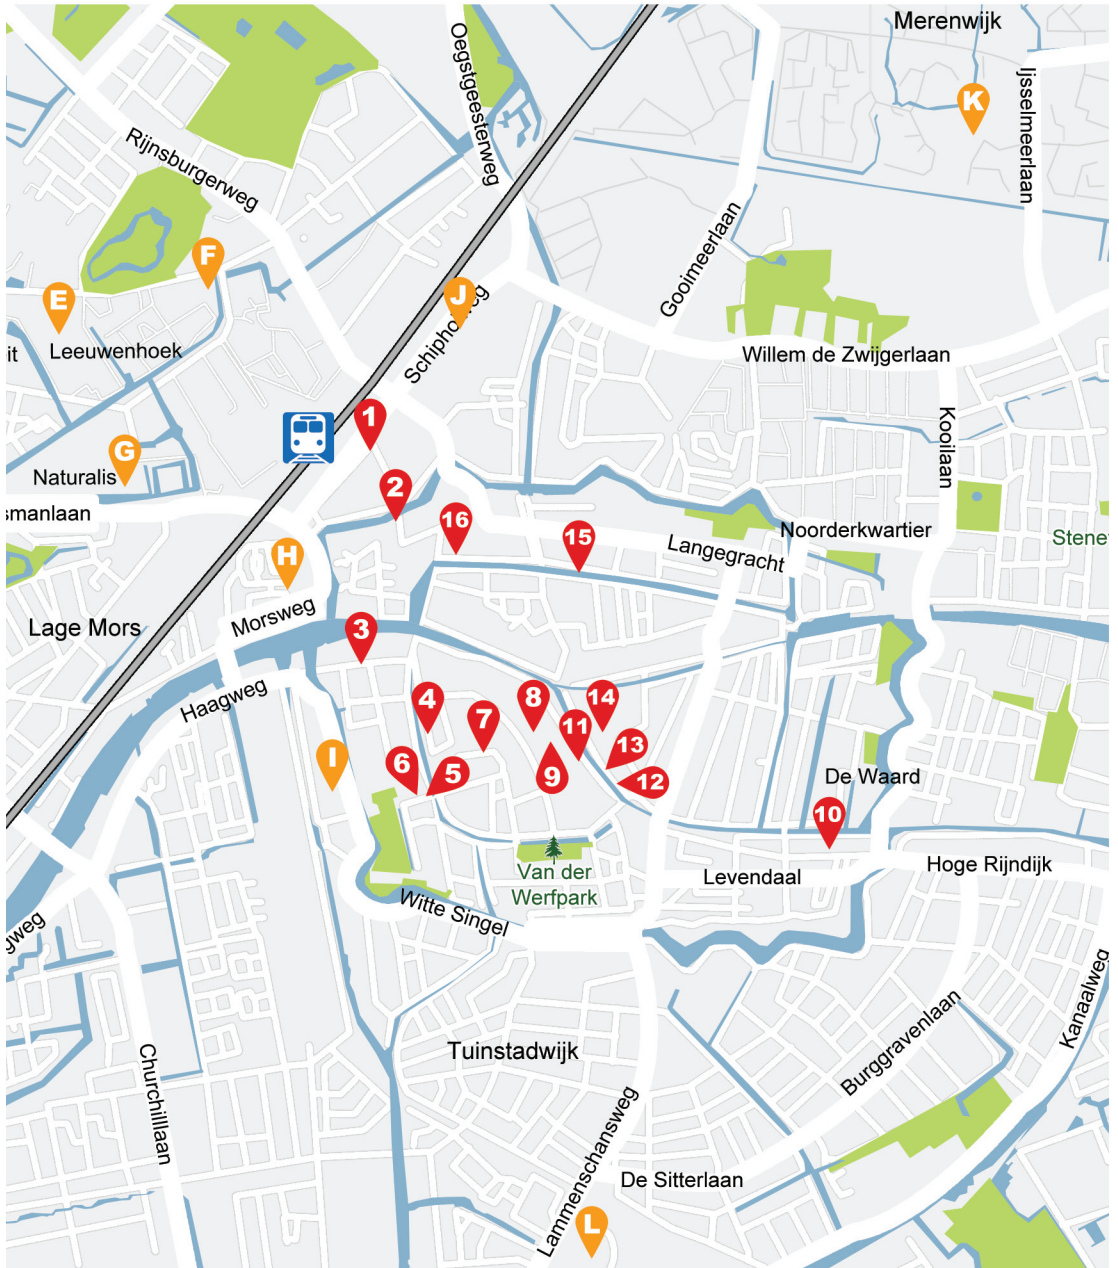 Merenwijk
Oegstgeesterweg
Ijsselmeerlaan
K
Rijnsburgerweg
Gooimeerlaan
F
E
J
Schipholweg
it
Leeuwenhoek
Willem de Zwijgerlaan
1
Kooilaan
G
Naturalis
2
smanlaan
16
15
Noorderkwartier
Langegracht
Stene
H
Morsweg
Lage Mors
3
Haagweg
4
7
8
14
11
13
I
6
5
9
12
De Waard
10
Van der
Werfpark
Levendaal
Hoge Rijndijk
Witte Singel
gweg
Kanaalweg
Tuinstadwijk
Burggravenlaan
Churchilllaan
Lammenschansweg
De Sitterlaan
L